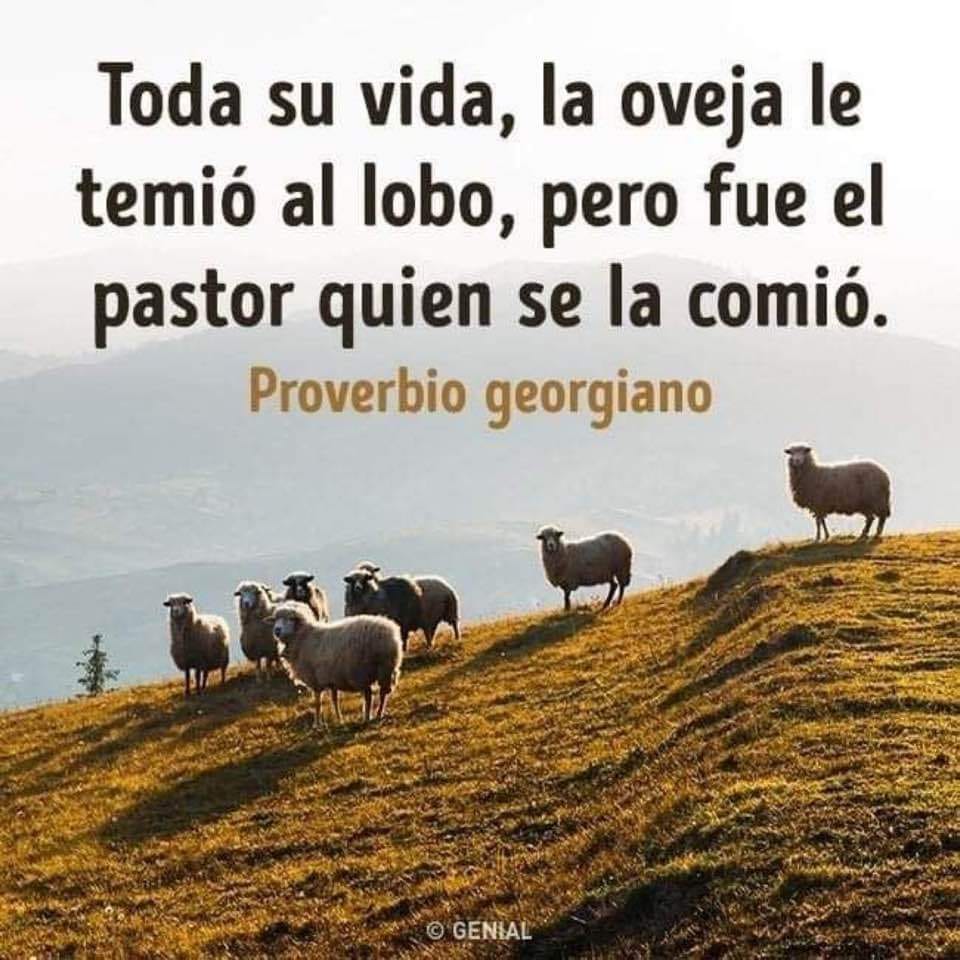 Toda su vida, la oveja le
temió al lobo, pero fue el
pastor quien se la comió.
Proverbio georgiano
© GENIAL